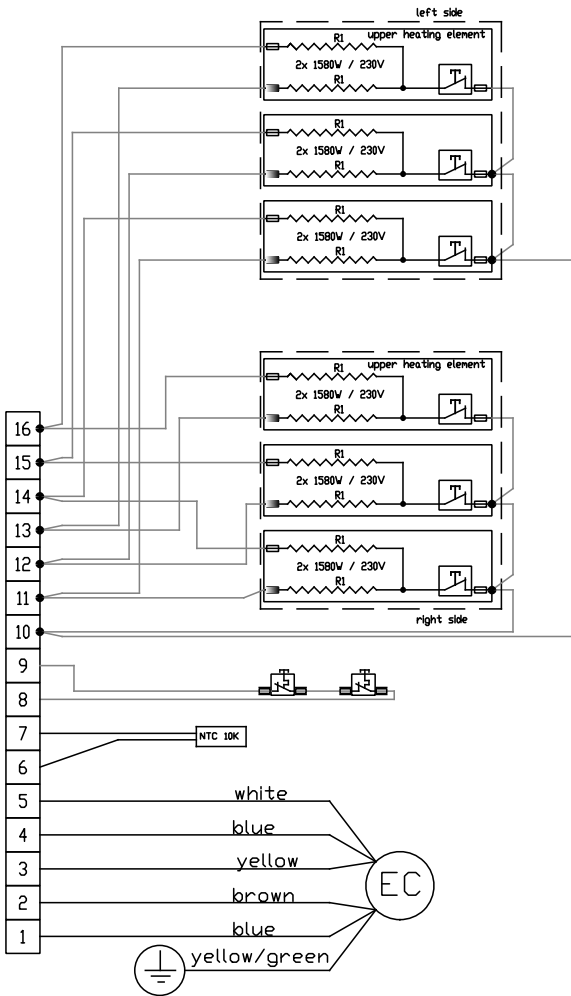 left side
upper heating element
R1
2x 1580W / 230V
R1
R1
2x 1580W / 230V
R1
R1
2x 1580W / 230V
R1
upper heating element
R1
2x 1580W / 230V
R1
R1
2x 1580W / 230V
R1
R1
2x 1580W / 230V
R1
right side
16
15
14
13
12
11
10
9
8
7
NTC 10K
6
5
white
4
blue
3
yellow
EC
2
brown
1
blue
yellow/green